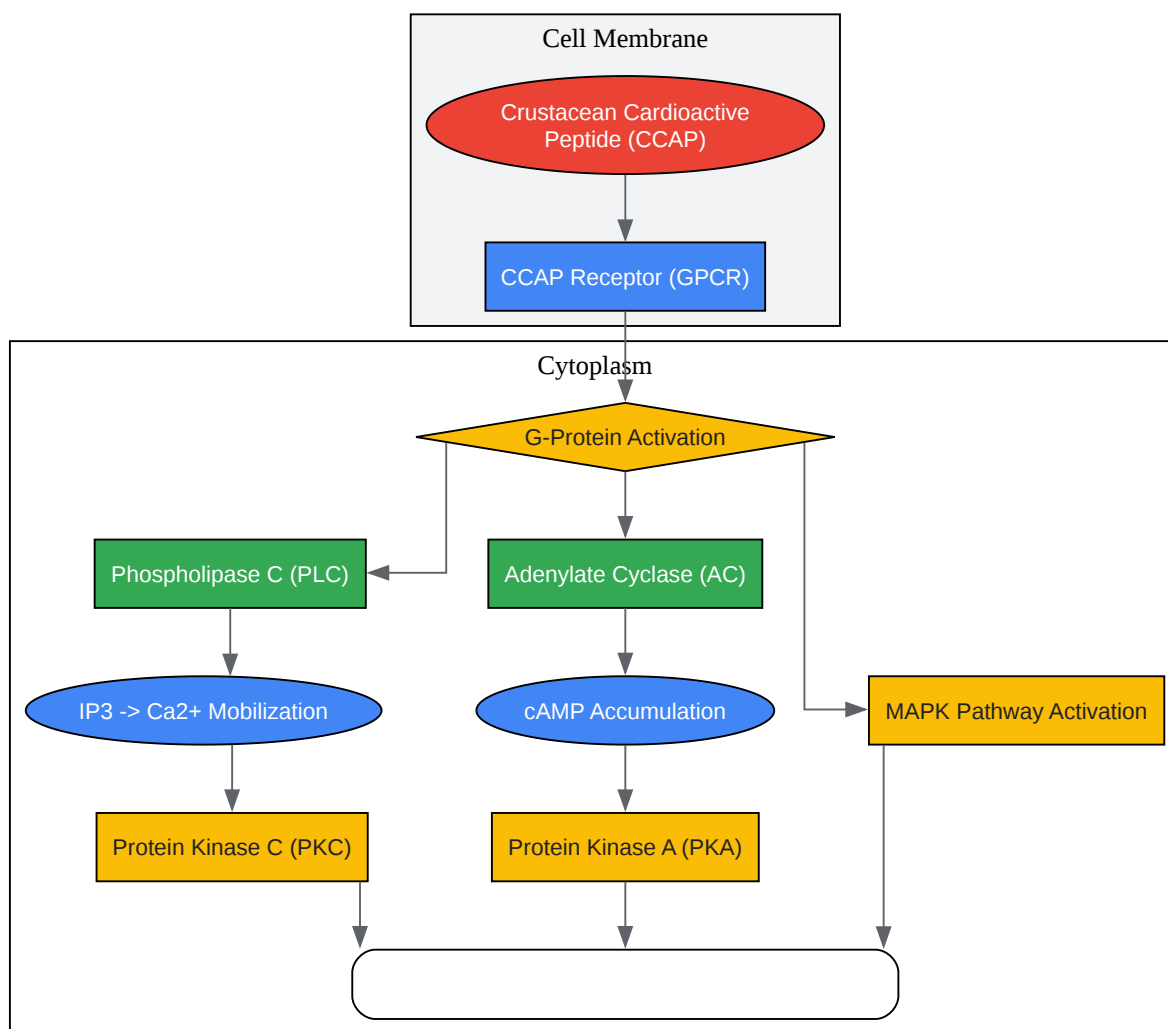 Cell Membrane
Crustacean Cardioactive
Peptide (CCAP)
CCAP Receptor (GPCR)
Cytoplasm
G-Protein Activation
Phospholipase C (PLC)
Adenylate Cyclase (AC)
IP3 -> Ca2+ Mobilization
cAMP Accumulation
MAPK Pathway Activation
Protein Kinase C (PKC)
Protein Kinase A (PKA)